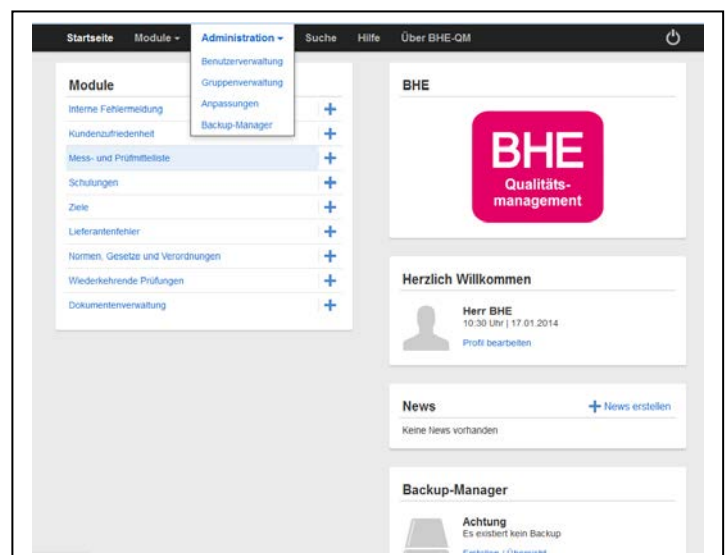 Startseite Module Administration Suche Hilfe Über BHE-QM
Benutzerverwaltung
Gruppenverwaltung
Anpassungen
Backup-Manager
Module
Interne Fehlermeldung
Kundenzufriedenheit
Mess- und Prüfmittelliste
Schulungen
Ziele
Lieferantenfehler
Normen, Gesetze und Verordnungen
Wiederkehrende Prüfungen
Dokumentenverwaltung
BHE
BHE
Qualitäts-
management
Herzlich Willkommen
Herr BHE
10:30 Uhr | 17.01.2014
Profil bearbeiten
News
News erstellen
Keine News vorhanden
Backup-Manager
Achtung
Es existiert kein Backup
Erstellen / Übersicht